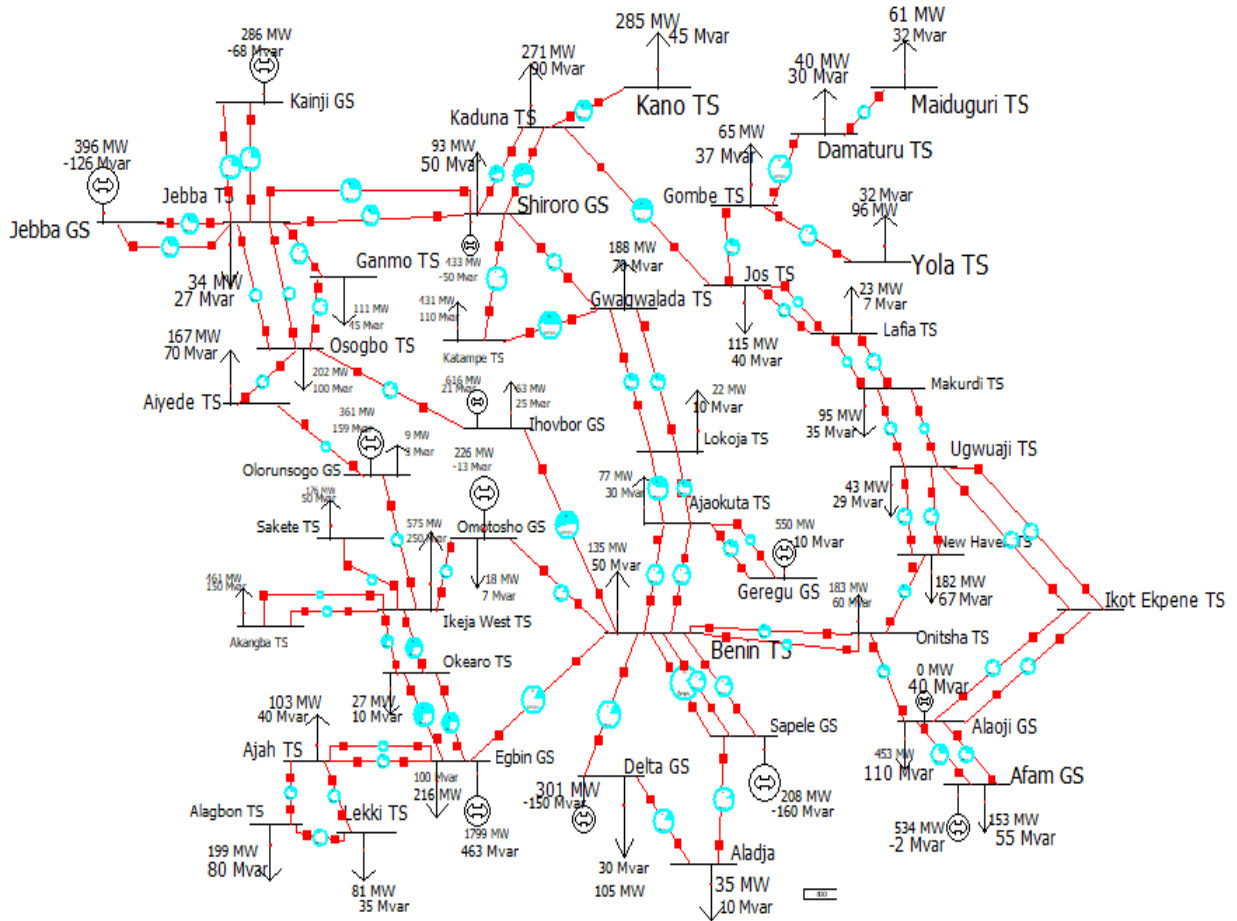 286 MW
-68 Mvar
Kainji GS
396 MW
-126 Mvar
Jebba GS
Jebba TS
34 MW
27 Mvar
271 MW
90 Mvar
Kaduna TS
285 MW
45 Mvar
Kano TS
93 MW
50 Mvar
Shiroro GS
433 MW
-50 Mvar
61 MW
32 Mvar
Maiduguri TS
40 MW
30 Mvar
Damaturu TS
65 MW
37 Mvar
Gombe TS
32 Mvar
96 MW
Yola TS
Ganmo TS
111 MW
45 Mvar
167 MW
70 Mvar
Osogbo TS
202 MW
100 Mvar
Aiyede TS
431 MW
110 Mvar
Katampe TS
188 MW
70 Mvar
Gwagwalada TS
Jos TS
115 MW
40 Mvar
23 MW
7 Mvar
Lafia TS
Makurdi TS
95 MW
35 Mvar
616 MW
21 Mvar
63 MW
25 Mvar
Ihovbor GS
22 MW
10 Mvar
Lokoja TS
361 MW
159 Mvar
9 MW
3 Mvar
Olorunsogo GS
226 MW
-13 Mvar
Omotosho GS
18 MW
7 Mvar
176 MW
50 Mvar
Sakete TS
575 MW
250 Mvar
Ikeja West TS
77 MW
30 Mvar
Ajaokuta TS
550 MW
10 Mvar
Geregu GS
Ugwuaji TS
43 MW
29 Mvar
New Haven TS
182 MW
67 Mvar
Ikot Ekpene TS
461 MW
150 Mvar
Akangba TS
135 MW
50 Mvar
Benin TS
183 MW
60 Mvar
Onitsha TS
Okearo TS
27 MW
10 Mvar
103 MW
40 Mvar
Ajah TS
Egbin GS
100 Mvar
216 MW
1799 MW
463 Mvar
Alagbon TS
199 MW
80 Mvar
Lekki TS
81 MW
35 Mvar
Delta GS
301 MW
-150 Mvar
30 Mvar
105 MW
Sapele GS
208 MW
-160 Mvar
Aladja
35 MW
10 Mvar
0 MW
40 Mvar
Alaoji GS
453 MW
110 Mvar
Afam GS
534 MW
-2 Mvar
153 MW
55 Mvar